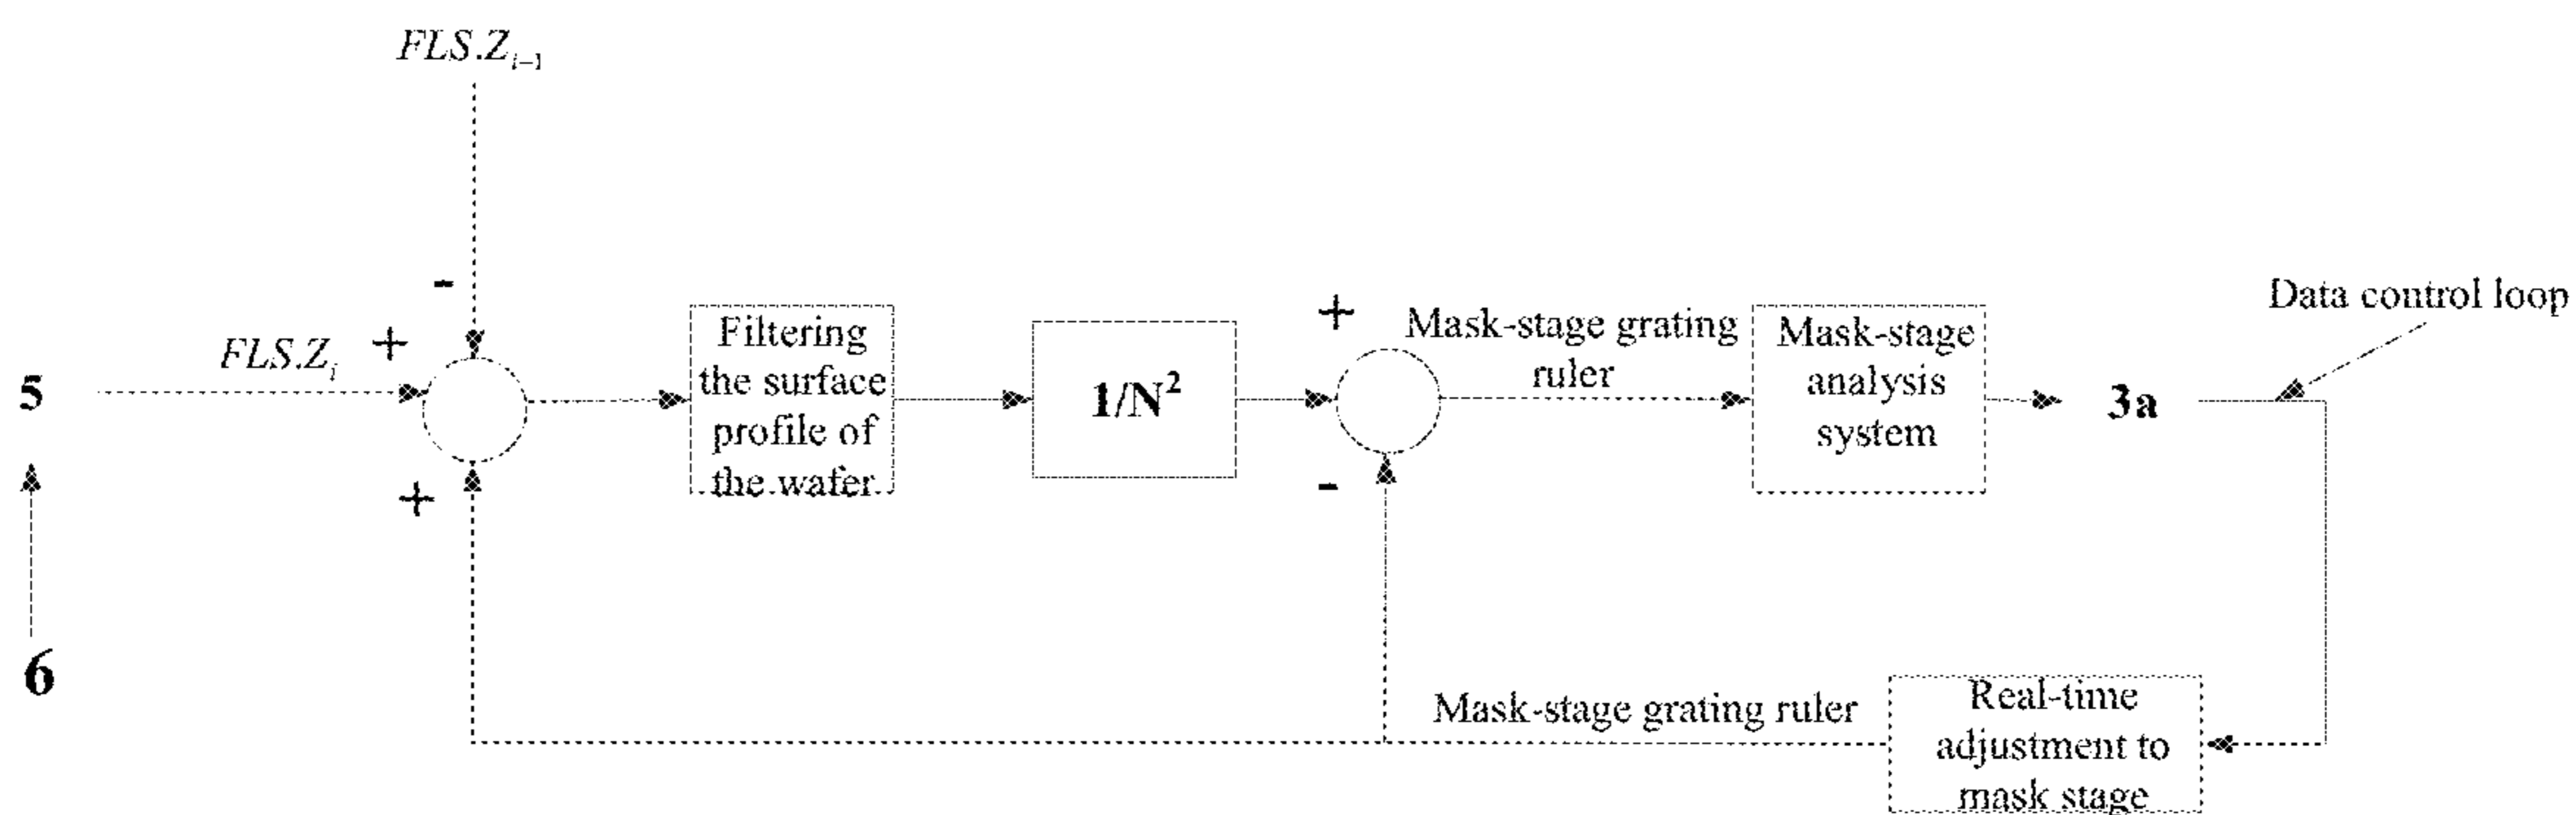 FLS.Z_{i-1}
-
+
FLS.Z_i
5
+
6
Filtering
the surface
profile of
the wafer
1/N²
+
-
Mask-stage grating
ruler
Mask-stage
analysis
system
3a
Data control loop
Mask-stage grating ruler
Real-time
adjustment to
mask stage